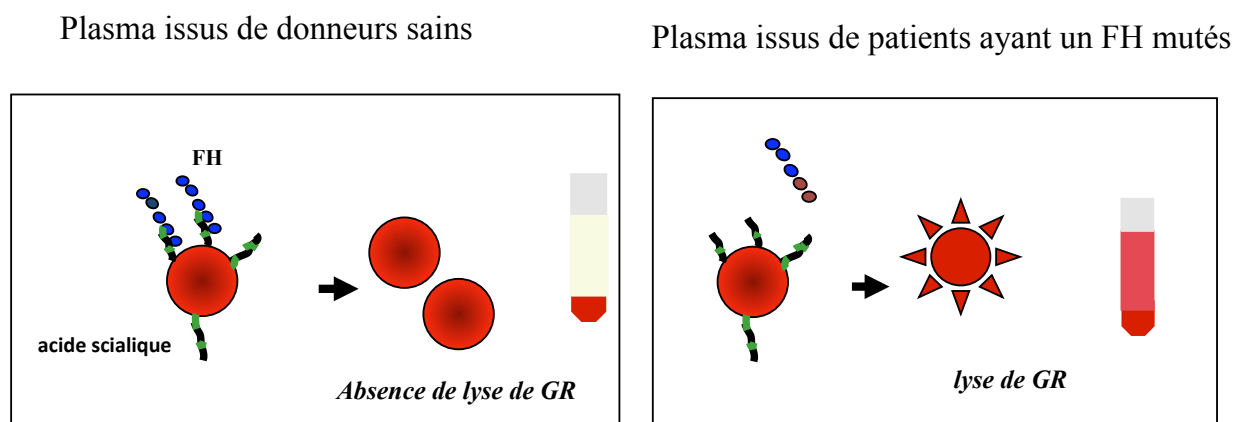 Plasma issus de donneurs sains
Plasma issus de patients ayant un FH mutés
FH
acide scialique
Absence de lyse de GR
lyse de GR